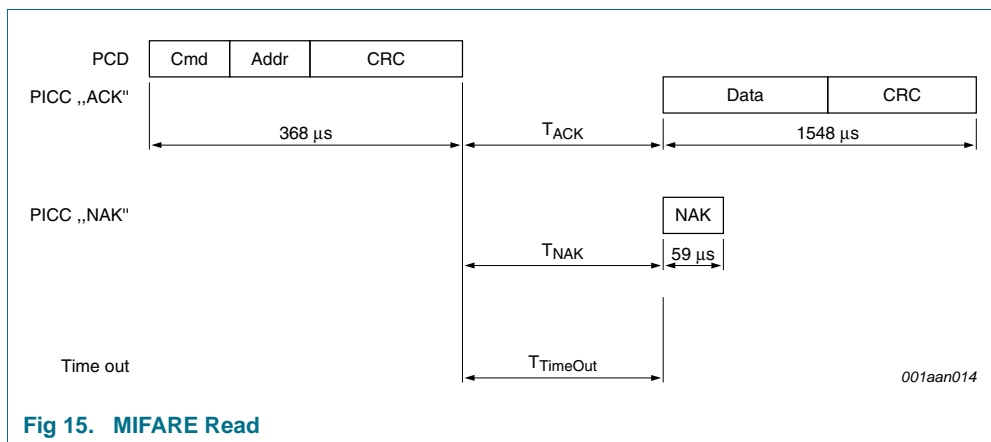 PCD Cmd Addr CRC
PICC ,,ACK" Data CRC
368 μs TACK 1548 μs
PICC ,,NAK" NAK
TNAK 59 μs
Time out TTimeOut
001aan014
Fig 15. MIFARE Read